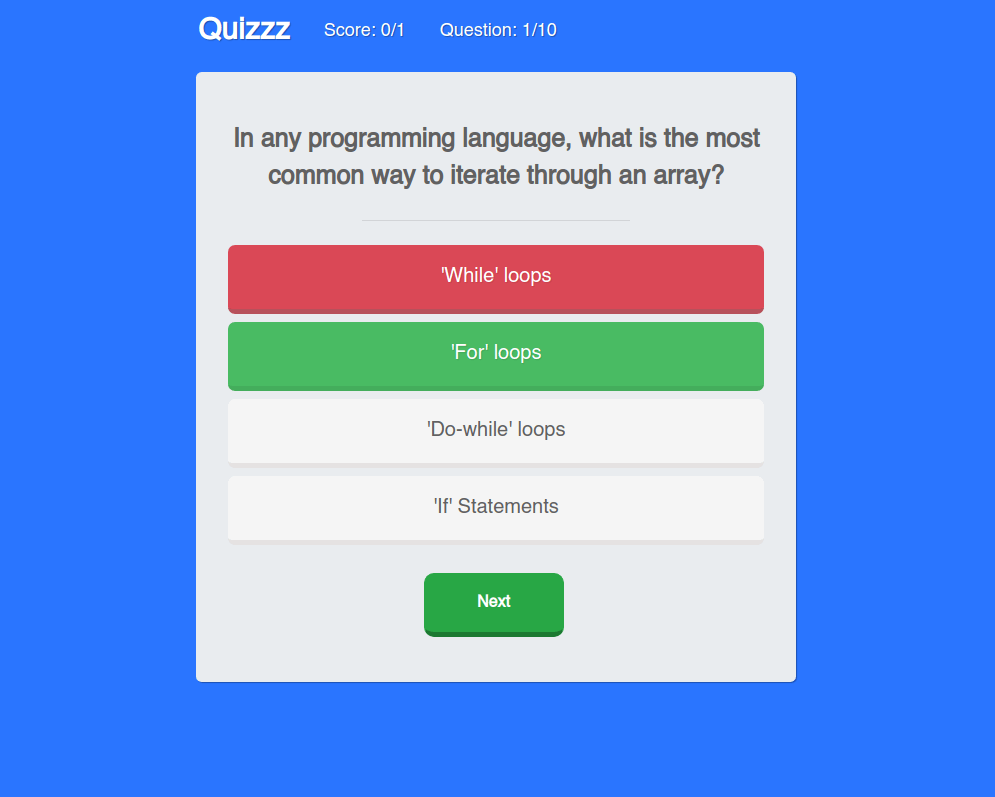 Quizzz
Score: 0/1
Question: 1/10
In any programming language, what is the most
common way to iterate through an array?
'While' loops
'For' loops
'Do-while' loops
'If' Statements
Next